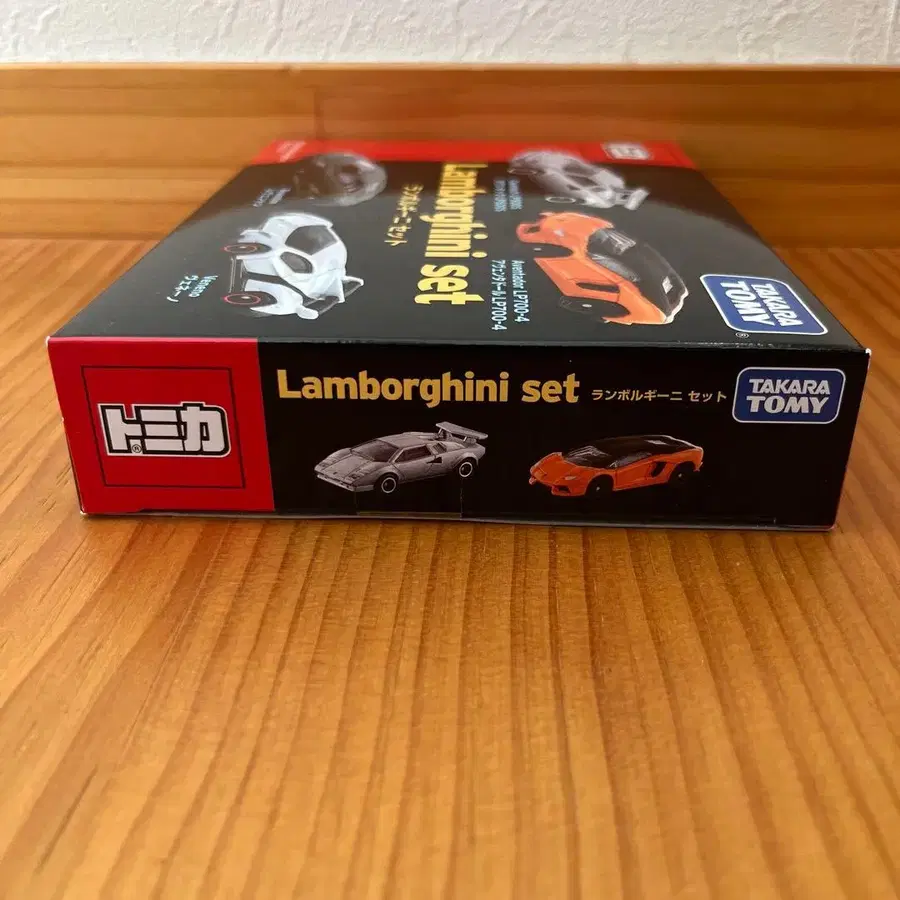 Lamborghini set
ランボルギーニ セット
Veneno
ヴェネーノ
Aventador LP700-4
アヴェンタドール LP700-4
TAKARA
TOMY
トミカ
®
Lamborghini set ランボルギーニ セット
TAKARA
TOMY